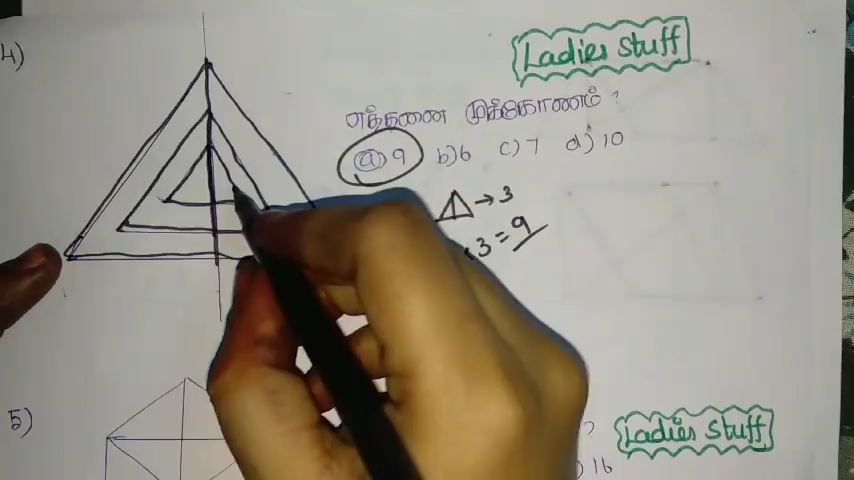 4)
Ladies stuff
எத்தனை முக்கோணம் ?
a) 9 b) 6 c) 7 d) 10
→ 3
3 = 9
5)
?
Ladies stuff
) 16